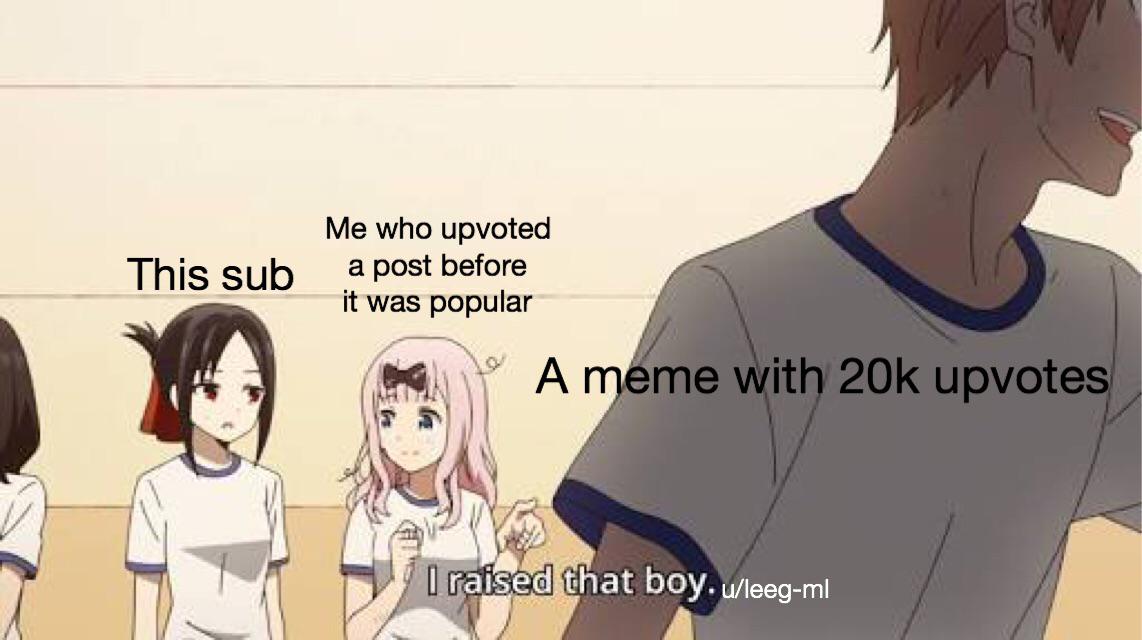 Me who upvoted
a post before
it was popular
This sub
A meme with 20k upvotes
I raised that boy.
u/leeg-ml